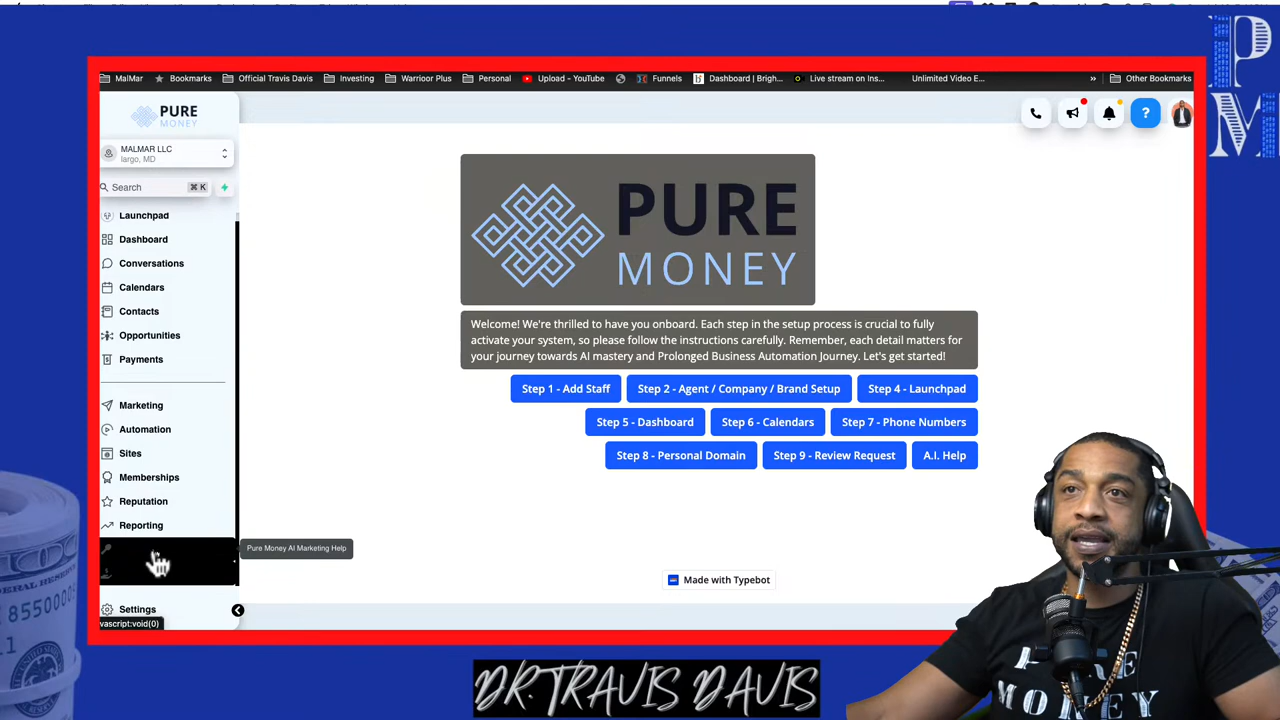 MalMar
Bookmarks
Official Travis Davis
Investing
Warrioor Plus
Personal
Upload - YouTube
Funnels
Dashboard | Brigh...
Live stream on Ins...
Unlimited Video E...
»
Other Bookmarks
PURE
MONEY
MALMAR LLC
largo, MD
Search
⌘ K
?
Launchpad
Dashboard
Conversations
Calendars
Contacts
Opportunities
Payments
Marketing
Automation
Sites
Memberships
Reputation
Reporting
Pure Money AI Marketing Help
Settings
vascript:void(0)
PURE
MONEY
Welcome! We're thrilled to have you onboard. Each step in the setup process is crucial to fully
activate your system, so please follow the instructions carefully. Remember, each detail matters for
your journey towards AI mastery and Prolonged Business Automation Journey. Let's get started!
Step 1 - Add Staff
Step 2 - Agent / Company / Brand Setup
Step 4 - Launchpad
Step 5 - Dashboard
Step 6 - Calendars
Step 7 - Phone Numbers
Step 8 - Personal Domain
Step 9 - Review Request
A.I. Help
Made with Typebot
PM
DR.TRAVIS DAVIS
PURE
MONEY